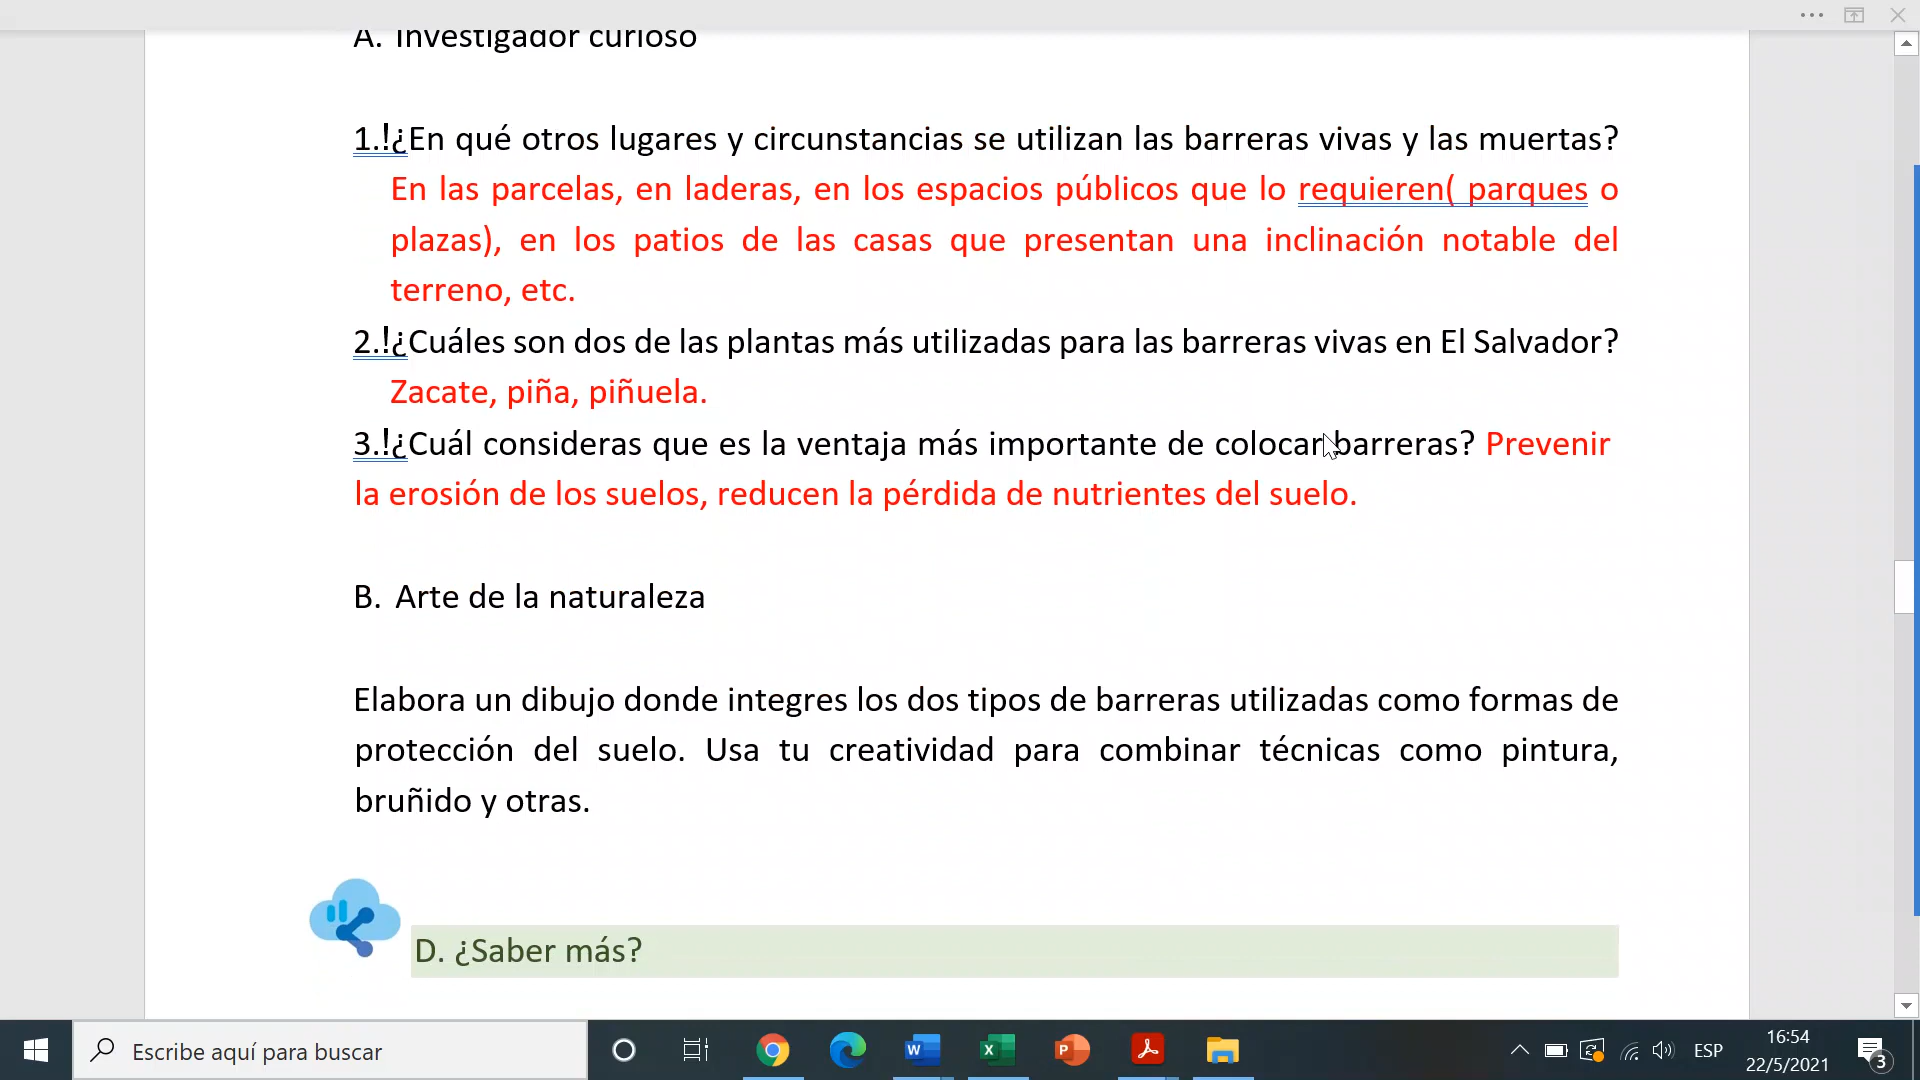 A. Investigador curioso
1.!¿En qué otros lugares y circunstancias se utilizan las barreras vivas y las muertas?
En las parcelas, en laderas, en los espacios públicos que lo requieren( parques o
plazas), en los patios de las casas que presentan una inclinación notable del
terreno, etc.
2.!¿Cuáles son dos de las plantas más utilizadas para las barreras vivas en El Salvador?
Zacate, piña, piñuela.
3.!¿Cuál consideras que es la ventaja más importante de colocar barreras? Prevenir
la erosión de los suelos, reducen la pérdida de nutrientes del suelo.
B. Arte de la naturaleza
Elabora un dibujo donde integres los dos tipos de barreras utilizadas como formas de
protección del suelo. Usa tu creatividad para combinar técnicas como pintura,
bruñido y otras.
D. ¿Saber más?
Escribe aquí para buscar
W
X
P
ESP
16:54
22/5/2021
3